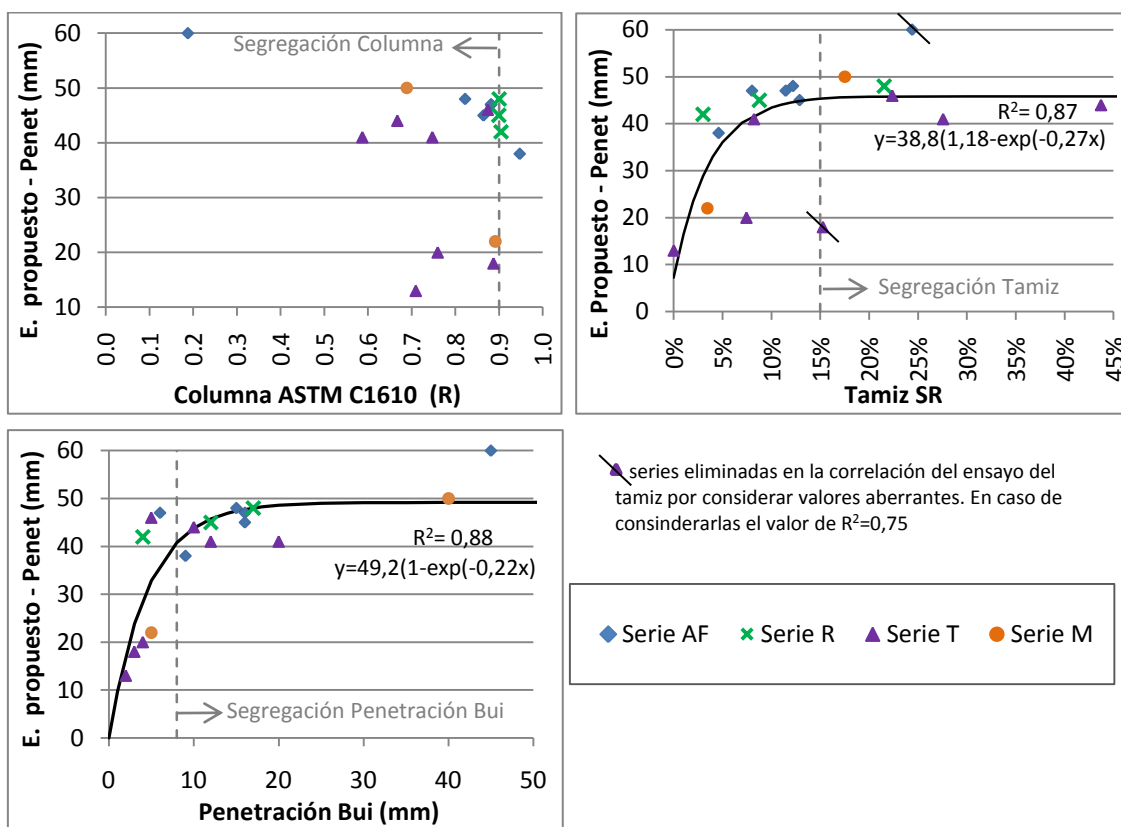 E. propuesto - Penet (mm)
60
50
40
30
20
10
Segregación Columna
0.0
0.1
0.2
0.3
0.4
0.5
0.6
0.7
0.8
0.9
1.0
Columna ASTM C1610 (R)
E. Propuesto - Penet (mm)
60
50
40
30
20
10
0
R²= 0,87
y=38,8(1,18-exp(-0,27x)
Segregación Tamiz
0%
5%
10%
15%
20%
25%
30%
35%
40%
45%
Tamiz SR
E. propuesto - Penet (mm)
60
50
40
30
20
10
0
R²= 0,88
y=49,2(1-exp(-0,22x)
Segregación Penetración Bui
0
10
20
30
40
50
Penetración Bui (mm)
series eliminadas en la correlación del ensayo del
tamiz por considerar valores aberrantes. En caso de
consinderarlas el valor de R²=0,75
Serie AF
Serie R
Serie T
Serie M